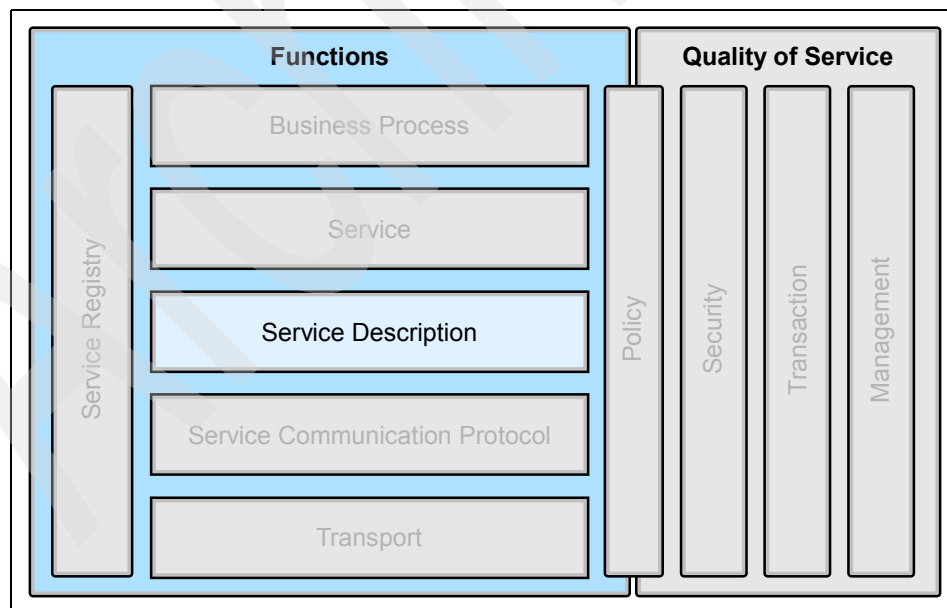 Functions
Quality of Service
Service Registry
Business Process
Service
Service Description
Service Communication Protocol
Transport
Policy
Security
Transaction
Management